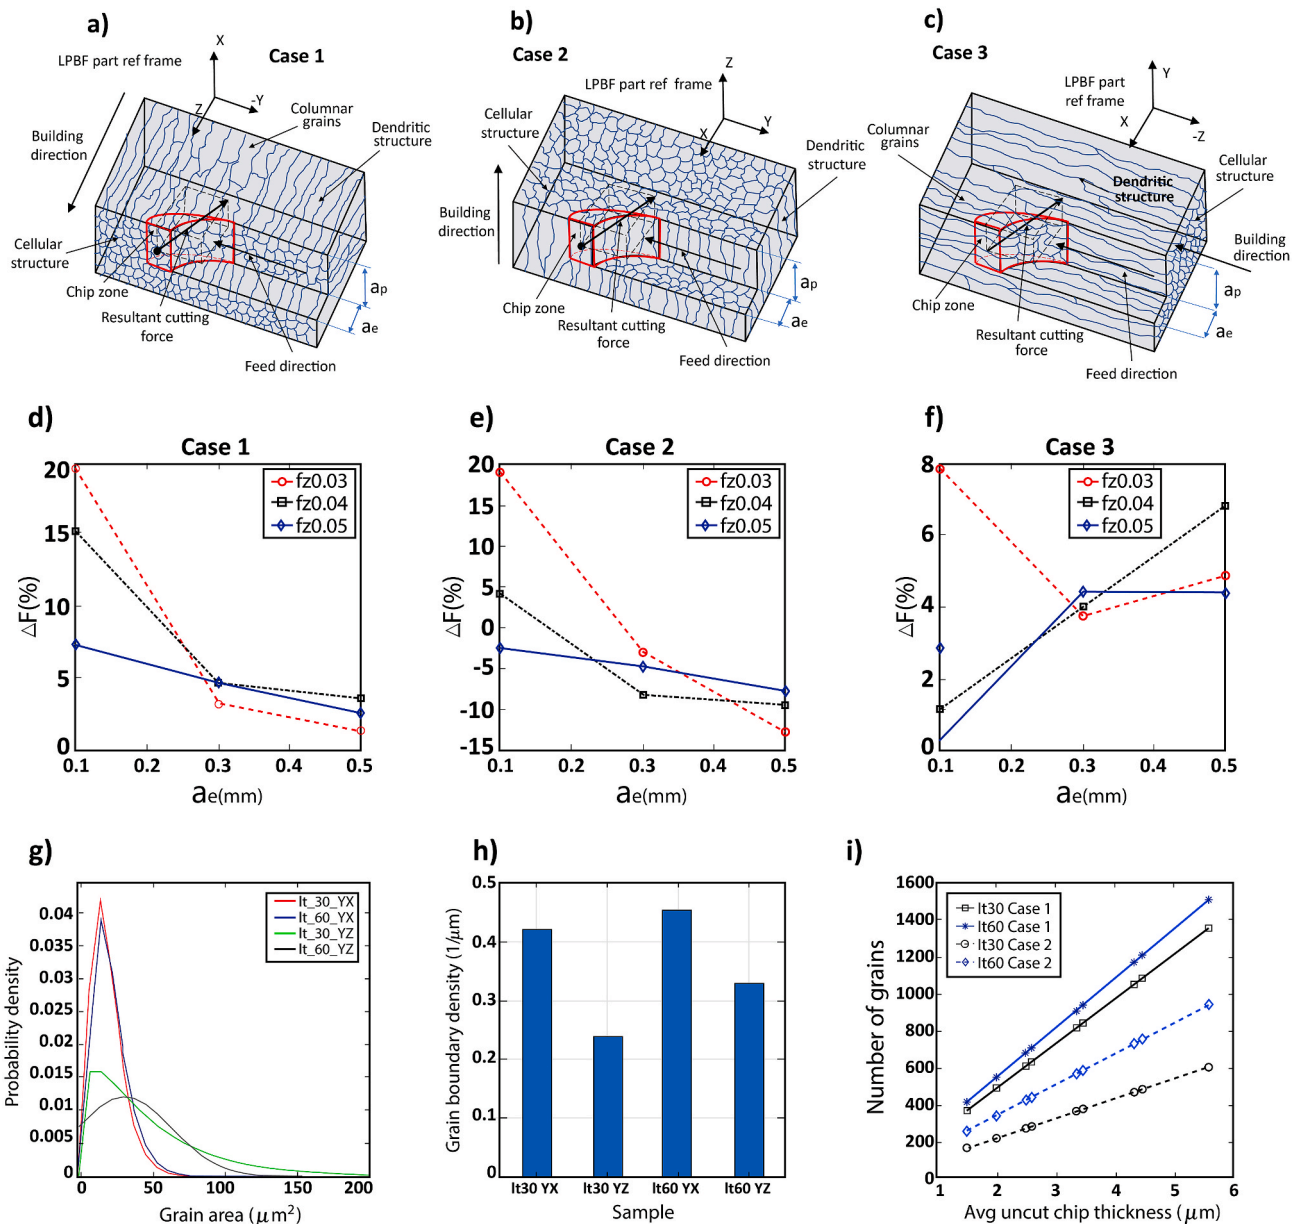 a)
Case 1
LPBF part ref frame
X
-Y
Z
Building
direction
Columnar
grains
Dendritic
structure
Cellular
structure
Chip zone
Resultant cutting
force
Feed direction
ap
ae
b)
Case 2
LPBF part ref frame
Z
Y
X
Cellular
structure
Dendritic
structure
Building
direction
Chip zone
Resultant cutting
force
Feed direction
ap
ae
c)
Case 3
LPBF part
ref frame
Y
X
-Z
Columnar
grains
Dendritic
structure
Cellular
structure
Building
direction
Chip zone
Resultant cutting
force
Feed direction
ap
ae
d)
Case 1
20
15
10
5
0
0.1 0.2 0.3 0.4 0.5
△F(%)
ae(mm)
fz0.03
fz0.04
fz0.05
e)
Case 2
20
15
10
5
0
-5
-10
-15
0.1 0.2 0.3 0.4 0.5
△F(%)
ae(mm)
fz0.03
fz0.04
fz0.05
f)
Case 3
8
6
4
2
0
0.1 0.2 0.3 0.4 0.5
△F(%)
ae(mm)
fz0.03
fz0.04
fz0.05
g)
0.04
0.035
0.03
0.025
0.02
0.015
0.01
0.005
0
0 50 100 150 200
Probability density
Grain area (μm²)
lt_30_YX
lt_60_YX
lt_30_YZ
lt_60_YZ
h)
0.5
0.4
0.3
0.2
0.1
0
Grain boundary density (1/μm)
lt30 YX lt30 YZ lt60 YX lt60 YZ
Sample
i)
1600
1400
1200
1000
800
600
400
200
1 2 3 4 5 6
Number of grains
Avg uncut chip thickness (μm)
lt30 Case 1
lt60 Case 1
lt30 Case 2
lt60 Case 2